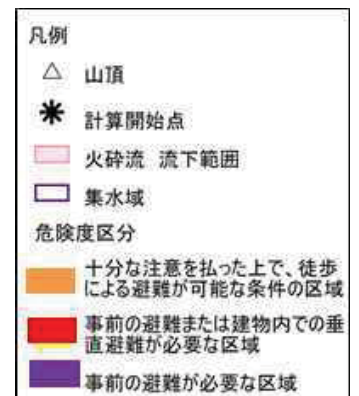 凡例
山頂
計算開始点
火砕流 流下範囲
集水域
危険度区分
十分な注意を払った上で、徒歩
による避難が可能な条件の区域
事前の避難または建物内での垂
直避難が必要な区域
事前の避難が必要な区域